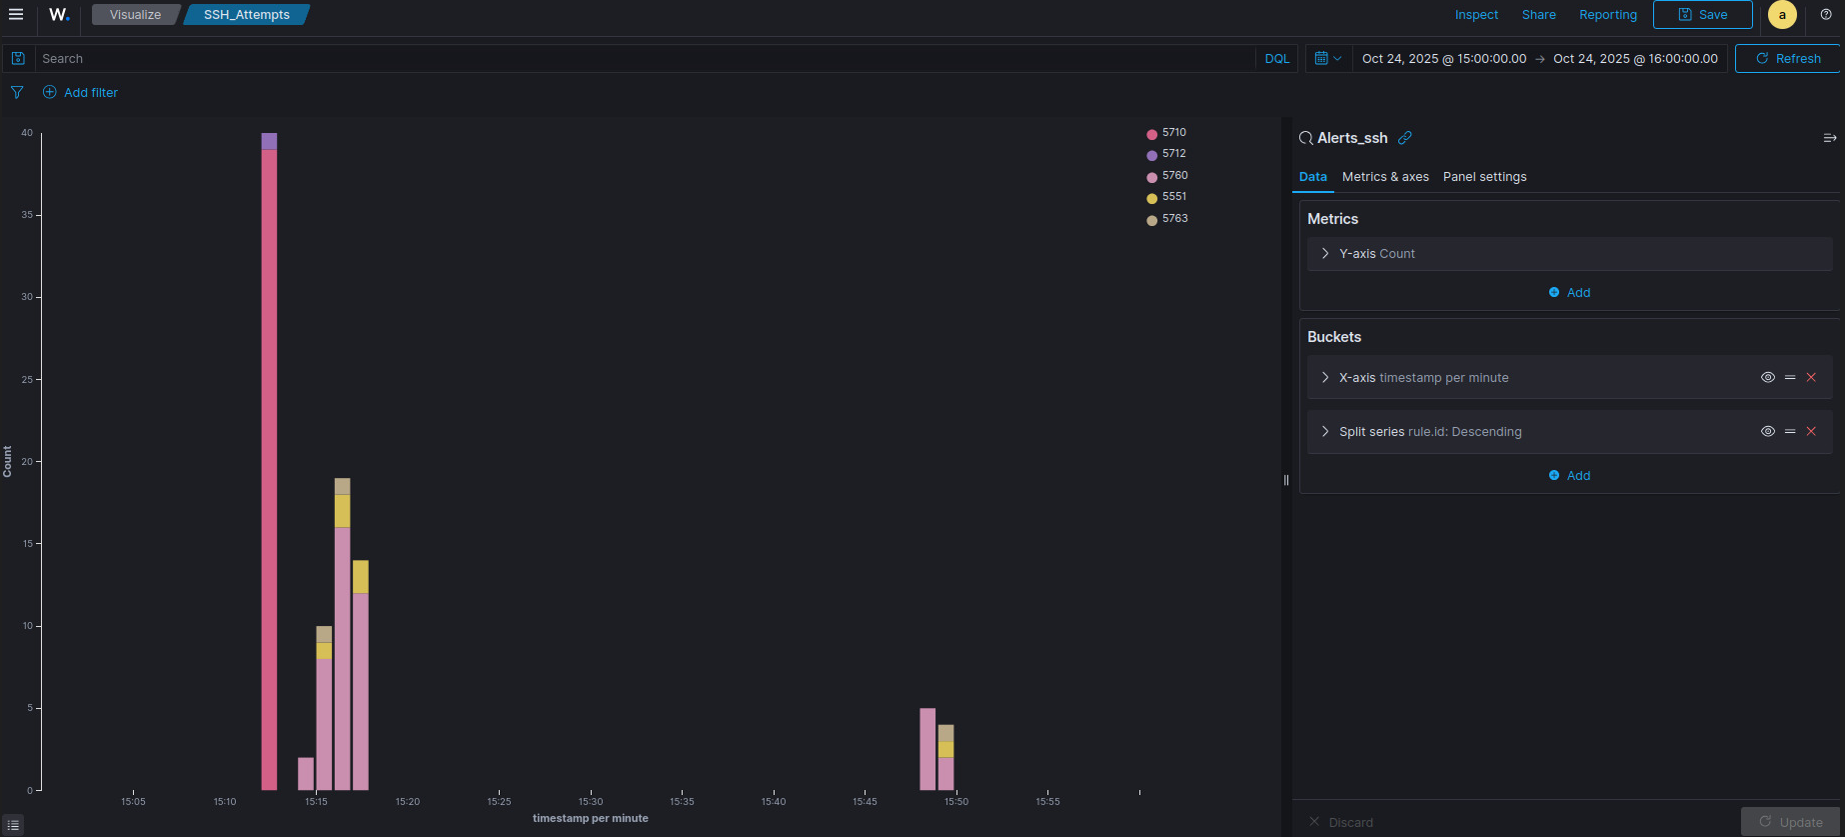 W. Visualize SSH_Attempts Inspect Share Reporting Save a
Search DQL Oct 24, 2025 @ 15:00:00.00 → Oct 24, 2025 @ 16:00:00.00 Refresh
Add filter
40
35
30
25
20
15
10
5
0
Count
15:05 15:10 15:15 15:20 15:25 15:30 15:35 15:40 15:45 15:50 15:55
timestamp per minute
5710
5712
5760
5551
5763
Alerts_ssh
Data Metrics & axes Panel settings
Metrics
Y-axis Count
Add
Buckets
X-axis timestamp per minute
Split series rule.id: Descending
Add
Discard Update